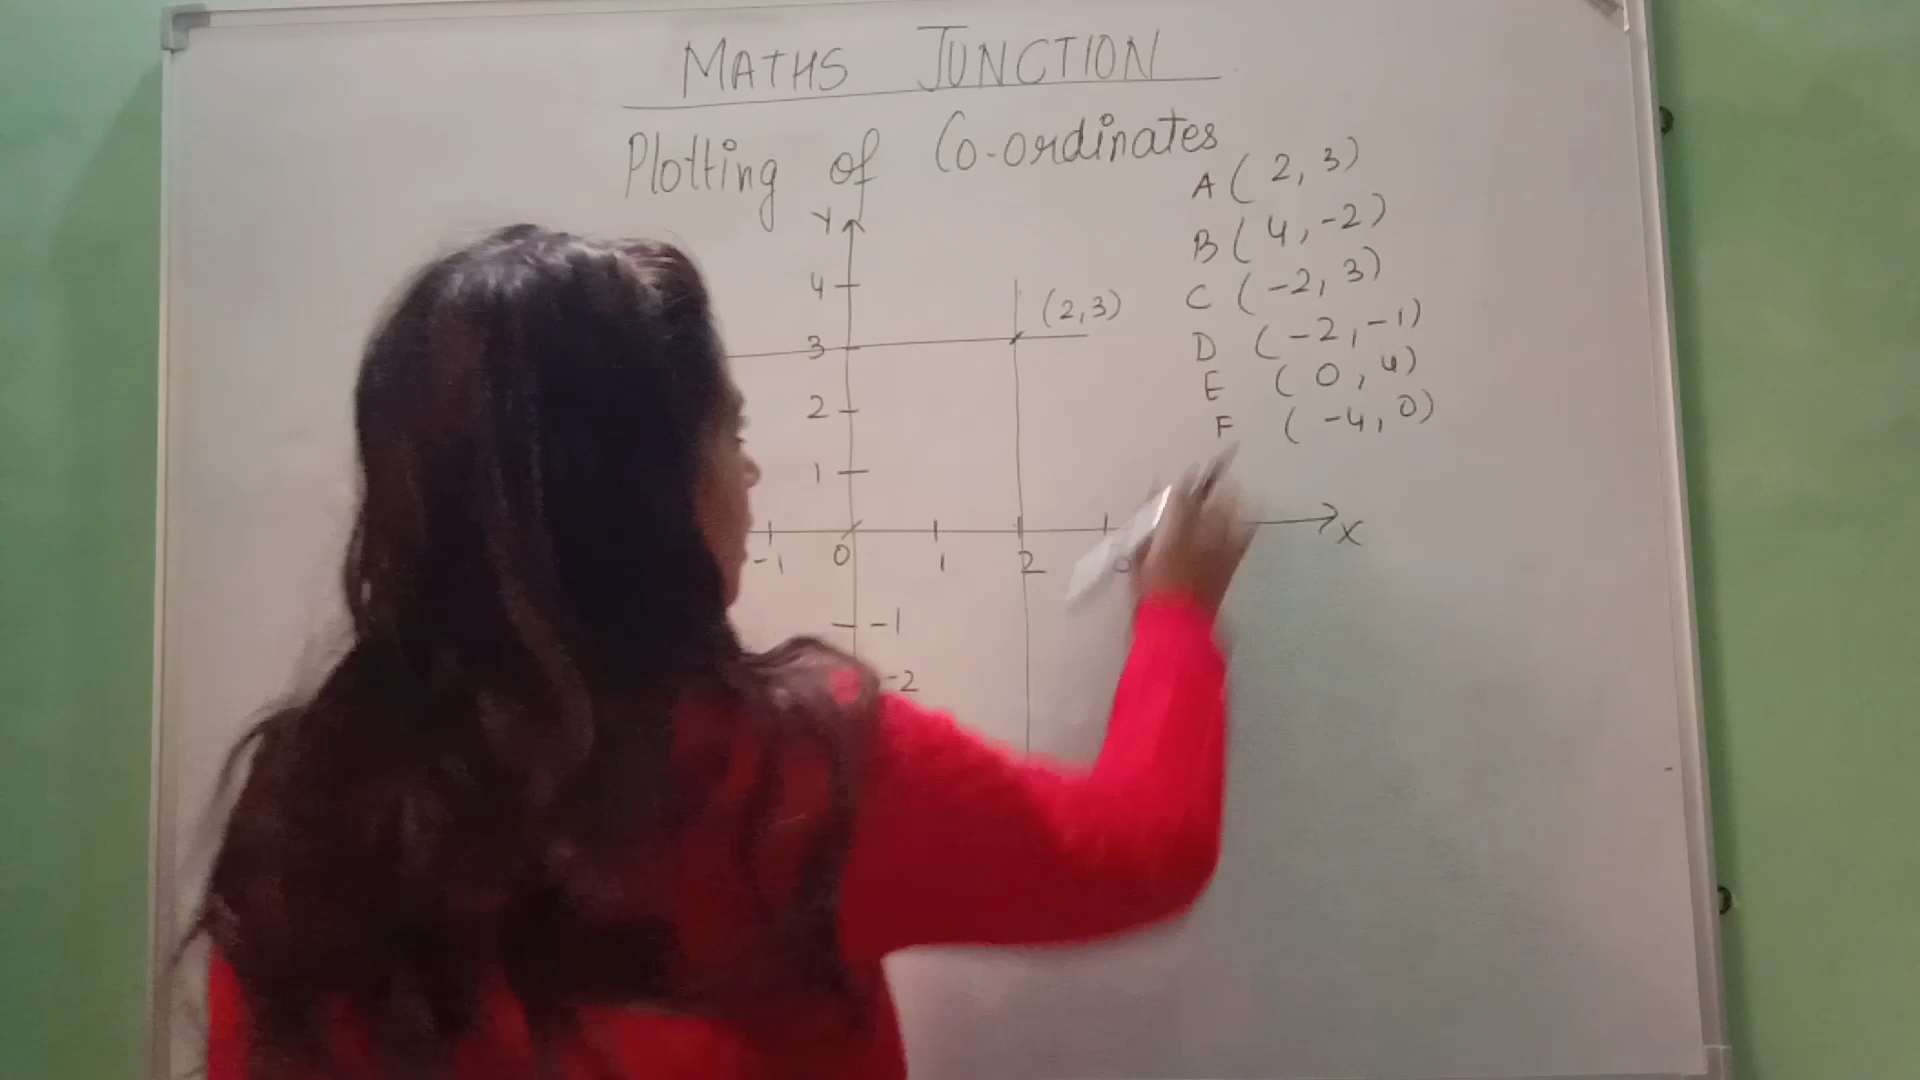 MATHS JUNCTION
Plotting of Co-ordinates
A (2, 3)
B (4, -2)
C (-2, 3)
D (-2, -1)
E (0, 4)
F (-4, 0)
Y
4
(2,3)
3
2
1
X
-1 0 1 2
-1
-2